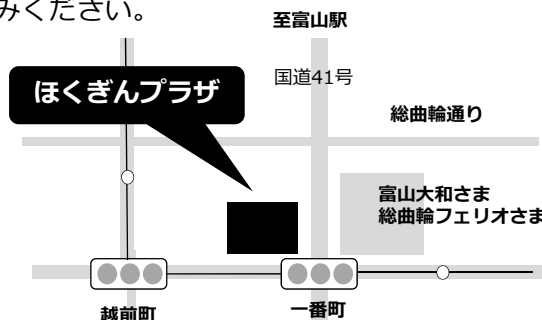 みください。
至富山駅
ほくぎんプラザ
国道41号
総曲輪通り
富山大和さま
総曲輪フェリオさま
越前町
一番町